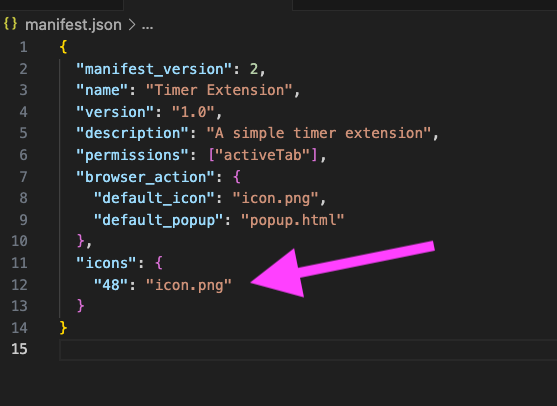 {} manifest.json > ...
1 {
2 "manifest_version": 2,
3 "name": "Timer Extension",
4 "version": "1.0",
5 "description": "A simple timer extension",
6 "permissions": ["activeTab"],
7 "browser_action": {
8 "default_icon": "icon.png",
9 "default_popup": "popup.html"
10 },
11 "icons": {
12 "48": "icon.png"
13 }
14 }
15